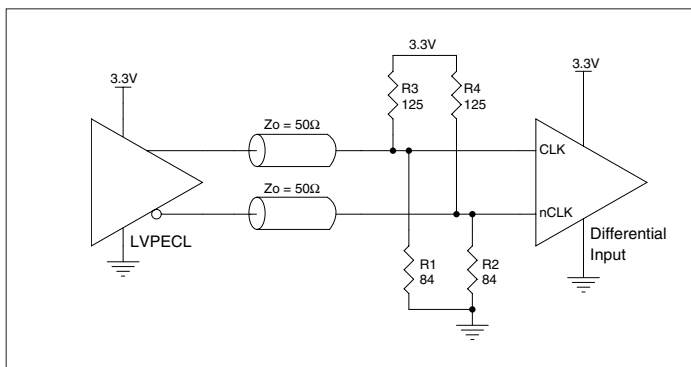 3.3V
3.3V
3.3V
R3
125
R4
125
Zo = 50Ω
CLK
Zo = 50Ω
nCLK
LVPECL
R1
84
R2
84
Differential
Input